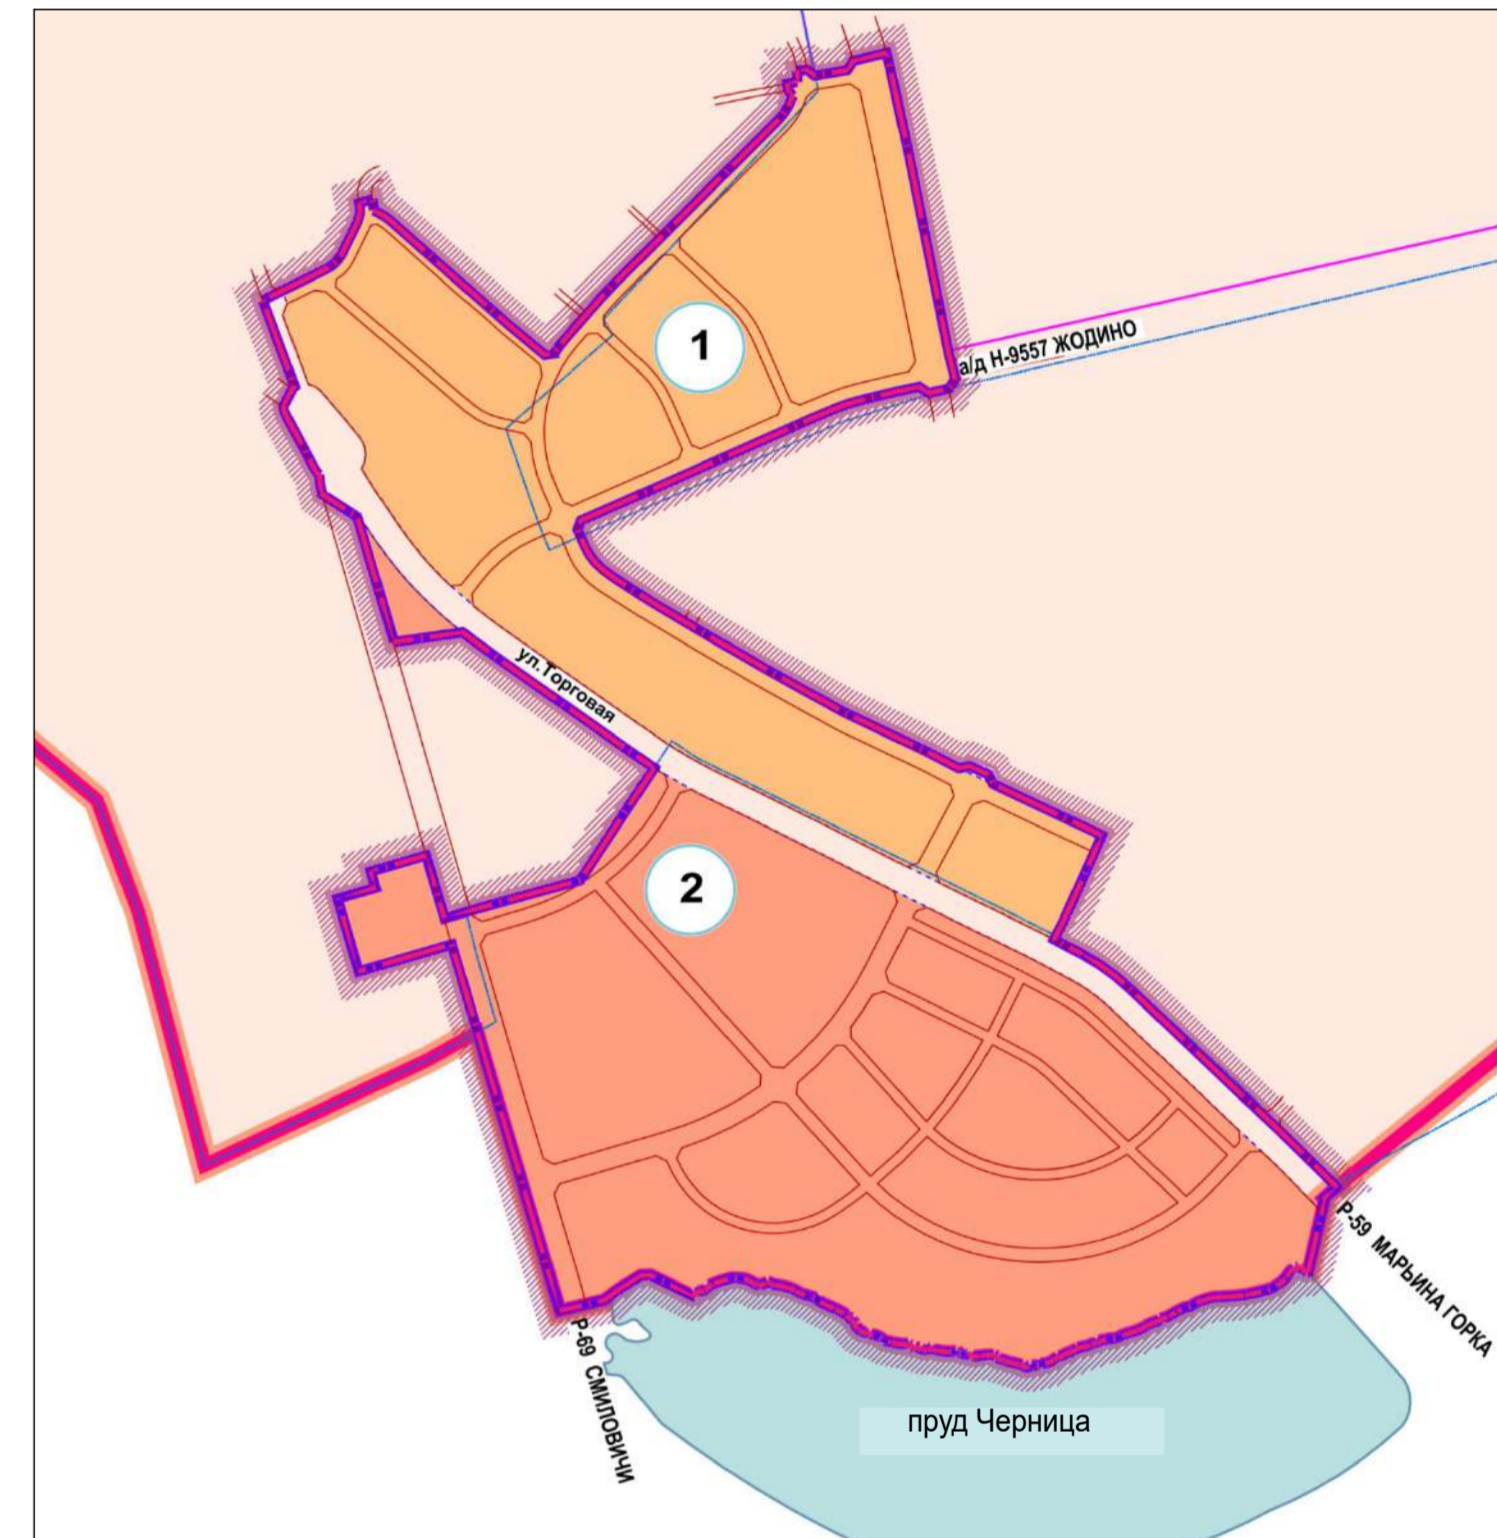 1
а/д Н-9557 ЖОДИНО
ул.Торговая
2
Р-59 МАРЬИНА ГОРКА
Р-69 СМИЛОВИЧИ
пруд Черница